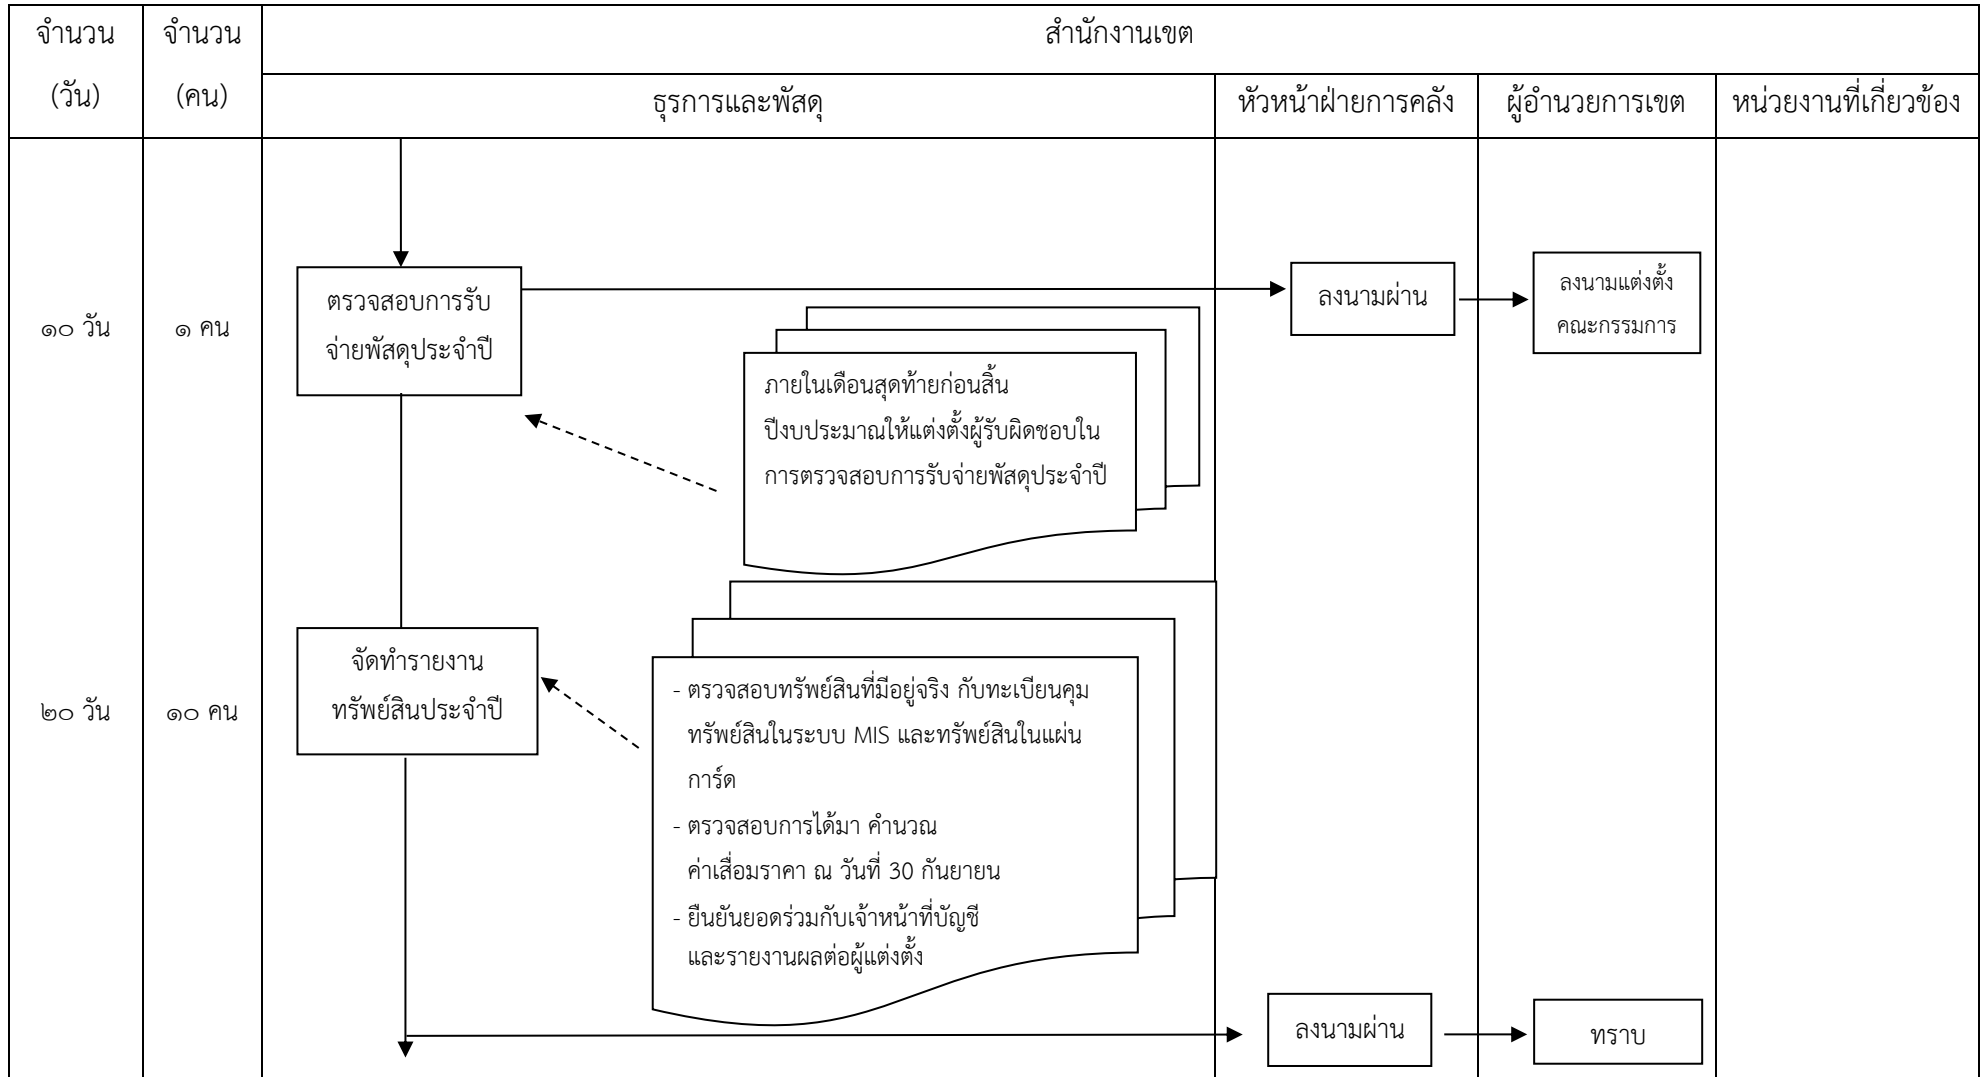 จำนวน
(วัน)
จำนวน
(คน)
สำนักงานเขต
ธุรการและพัสดุ
หัวหน้าฝ่ายการคลัง
ผู้อำนวยการเขต
หน่วยงานที่เกี่ยวข้อง
๑๐ วัน
๑ คน
ตรวจสอบการรับ
จ่ายพัสดุประจำปี
ภายในเดือนสุดท้ายก่อนสิ้น
ปีงบประมาณให้แต่งตั้งผู้รับผิดชอบใน
การตรวจสอบการรับจ่ายพัสดุประจำปี
ลงนามผ่าน
ลงนามแต่งตั้ง
คณะกรรมการ
๒๐ วัน
๑๐ คน
จัดทำรายงาน
ทรัพย์สินประจำปี
- ตรวจสอบทรัพย์สินที่มีอยู่จริง กับทะเบียนคุม
ทรัพย์สินในระบบ MIS และทรัพย์สินในแผ่น
การ์ด
- ตรวจสอบการได้มา คำนวณ
ค่าเสื่อมราคา ณ วันที่ 30 กันยายน
- ยืนยันยอดร่วมกับเจ้าหน้าที่บัญชี
และรายงานผลต่อผู้แต่งตั้ง
ลงนามผ่าน
ทราบ